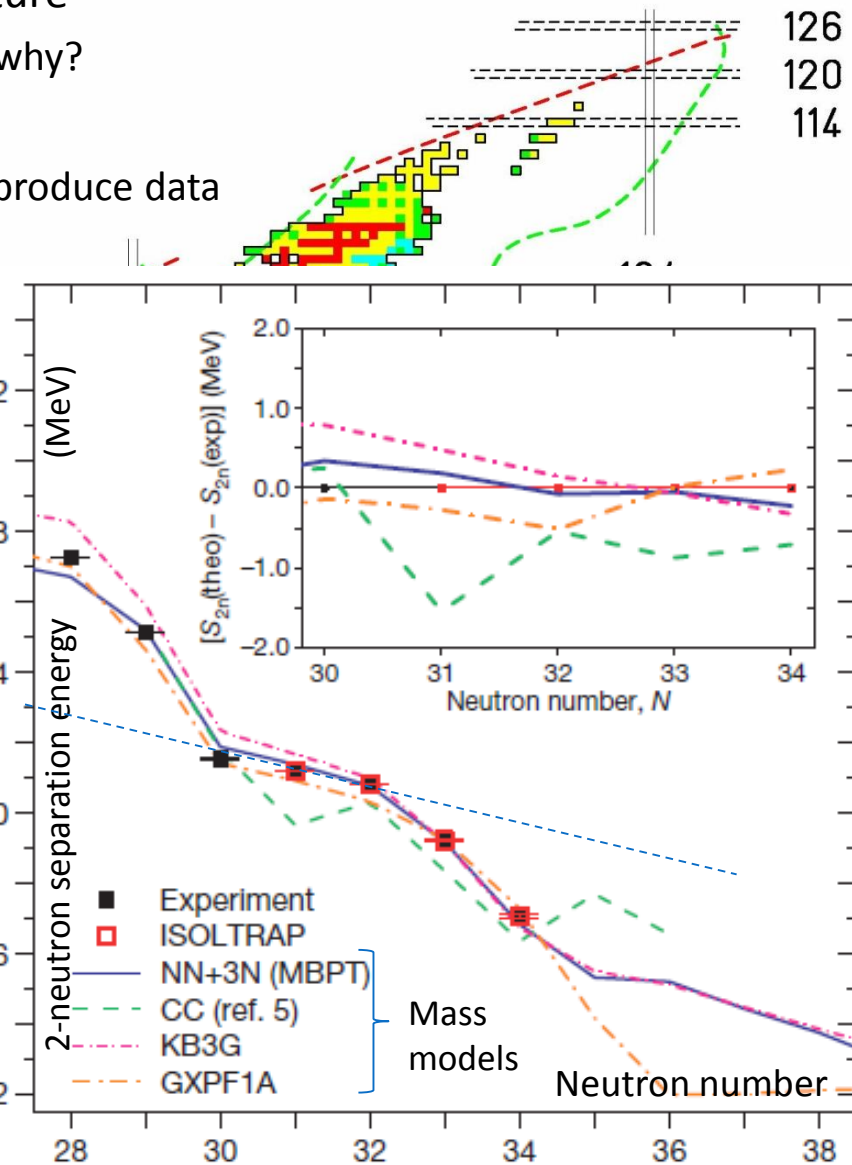 why?
produce data
126
120
114
(MeV)
2-neutron separation energy
[S2n(theo) – S2n(exp)] (MeV)
2.0
1.0
0.0
–1.0
–2.0
30 31 32 33 34
Neutron number, N
Experiment
ISOLTRAP
NN+3N (MBPT)
CC (ref. 5)
KB3G
GXPF1A
Mass
models
Neutron number
28 30 32 34 36 38